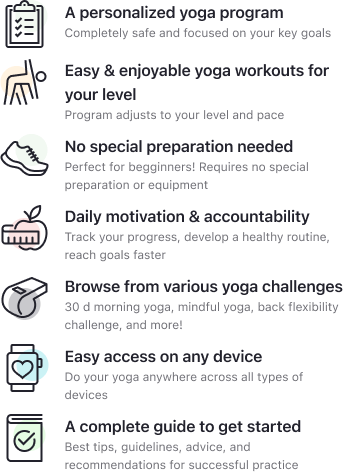 A personalized yoga program
Completely safe and focused on your key goals
Easy & enjoyable yoga workouts for
your level
Program adjusts to your level and pace
No special preparation needed
Perfect for begginners! Requires no special
preparation or equipment
Daily motivation & accountability
Track your progress, develop a healthy routine,
reach goals faster
Browse from various yoga challenges
30 d morning yoga, mindful yoga, back flexibility
challenge, and more!
Easy access on any device
Do your yoga anywhere across all types of
devices
A complete guide to get started
Best tips, guidelines, advice, and
recommendations for successful practice